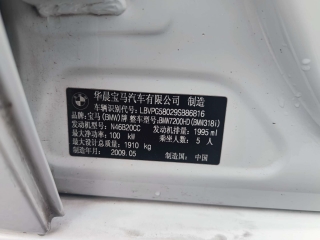 华晨宝马汽车有限公司 制造
车辆识别代号: LBVPG58029SB86816
品牌: 宝马(BMW)牌 整车型号: BMW7200HD(BMW318i)
发动机型号: N46B20CC 发动机排量: 1995 ml
最大净功率: 100 kW 乘坐人数: 5 人
最大设计总质量: 1910 kg
制造年月: 2009.05 制造国: 中国